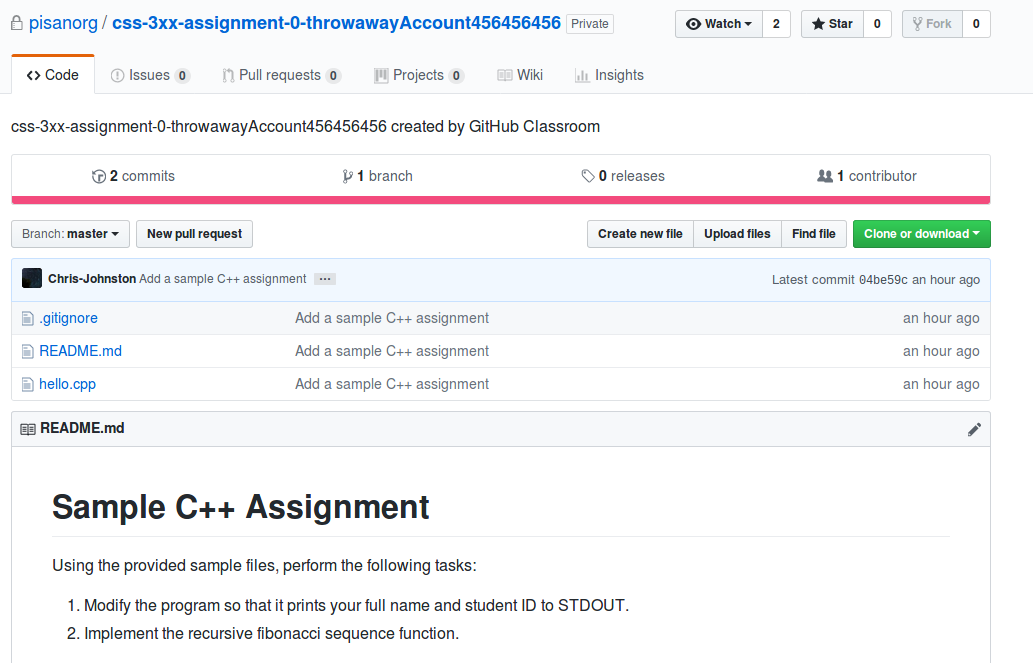 pisanorg / css-3xx-assignment-0-throwawayAccount456456456 Private Watch 2 Star 0 Fork 0
Code Issues 0 Pull requests 0 Projects 0 Wiki Insights
css-3xx-assignment-0-throwawayAccount456456456 created by GitHub Classroom
2 commits 1 branch 0 releases 1 contributor
Branch: master New pull request Create new file Upload files Find file Clone or download
Chris-Johnston Add a sample C++ assignment ... Latest commit 04be59c an hour ago
.gitignore Add a sample C++ assignment an hour ago
README.md Add a sample C++ assignment an hour ago
hello.cpp Add a sample C++ assignment an hour ago
README.md
Sample C++ Assignment
Using the provided sample files, perform the following tasks:
1. Modify the program so that it prints your full name and student ID to STDOUT.
2. Implement the recursive fibonacci sequence function.